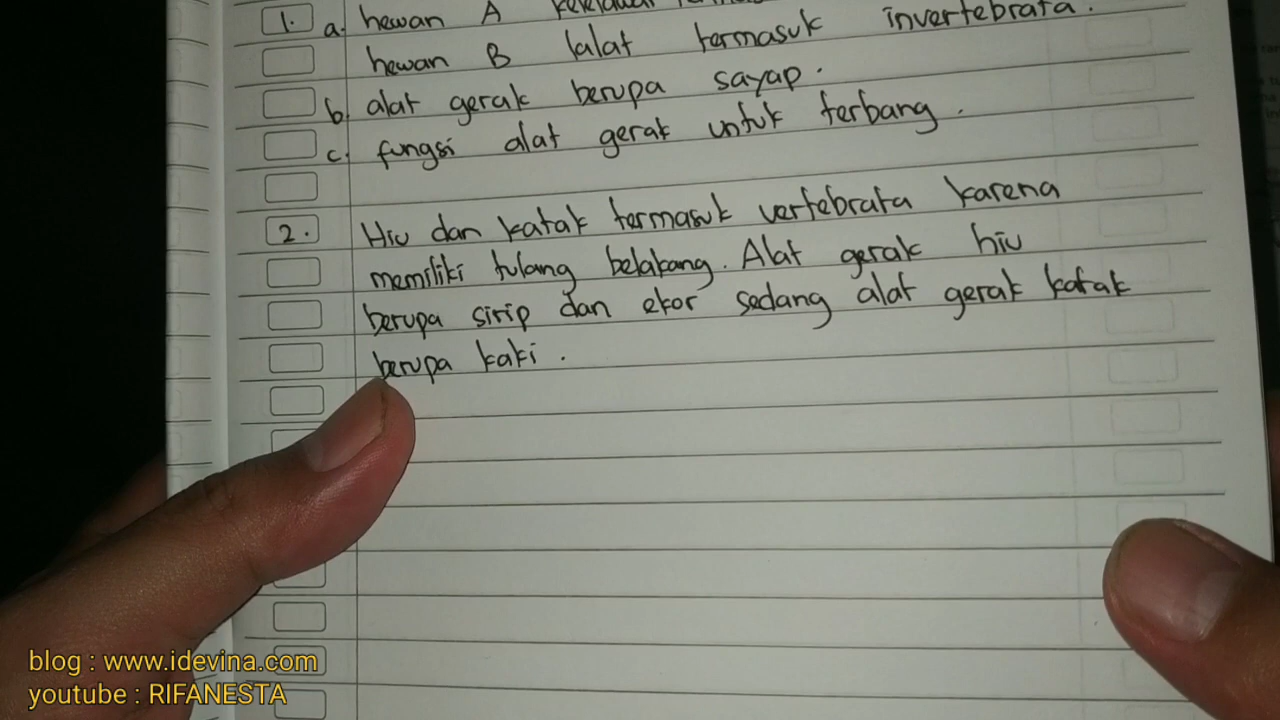 1. a. hewan A kelelawar
hewan B lalat termasuk invertebrata.
b. alat gerak berupa sayap.
c. fungsi alat gerak untuk terbang.
2. Hiu dan katak termasuk vertebrata karena
memiliki tulang belakang. Alat gerak hiu
berupa sirip dan ekor sedang alat gerak katak
berupa kaki.
blog : www.idevina.com
youtube : RIFANESTA